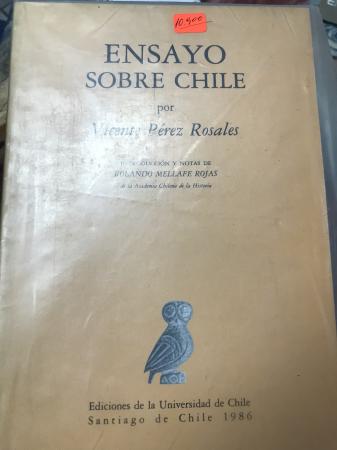 10.900
ENSAYO
SOBRE CHILE
por
Vicente Pérez Rosales
INTRODUCCIÓN Y NOTAS DE
ROLANDO MELLAFE ROJAS
de la Academia Chilena de la Historia
ΑΘΕ
Ediciones de la Universidad de Chile
Santiago de Chile 1986